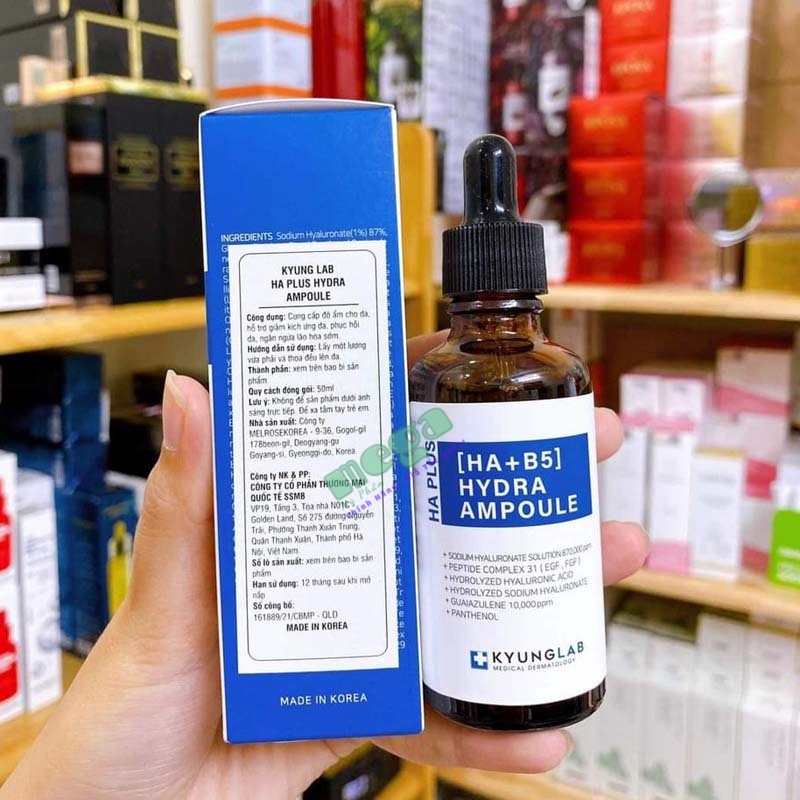 INGREDIENTS Sodium Hyaluronate(1%) 87%,
KYUNG LAB
HA PLUS HYDRA
AMPOULE
Công dụng: Cung cấp độ ẩm cho da,
hỗ trợ giảm kích ứng da, phục hồi
da, ngăn ngừa lão hóa sớm.
Hướng dẫn sử dụng: Lấy một lượng
vừa phải và thoa đều lên da.
Thành phần: xem trên bao bì sản
phẩm.
Quy cách đóng gói: 50ml
Lưu ý: Không để sản phẩm dưới ánh
sáng trực tiếp. Để xa tầm tay trẻ em.
Nhà sản xuất: Công ty
MELROSEKOREA - 9-36, Gogol-gil
178beon-gil, Deogyang-gu
Goyang-si, Gyeonggi-do, Korea.
Công ty NK & PP:
CÔNG TY CỔ PHẦN THƯƠNG MẠI
QUỐC TẾ SSMB
VP19, Tầng 3, Tòa nhà N01C
Golden Land, Số 275 đường Nguyễn
Trãi, Phường Thanh Xuân Trung,
Quận Thanh Xuân, Thành phố Hà
Nội, Việt Nam.
Số lô sản xuất: xem trên bao bì sản
phẩm
Hạn sử dụng: 12 tháng sau khi mở
nắp
Số công bố:
161889/21/CBMP - QLD
MADE IN KOREA
MADE IN KOREA
mega
HA PLUS
[HA+B5]
HYDRA
AMPOULE
+ SODIUM HYALURONATE SOLUTION 870,000ppm
+ PEPTIDE COMPLEX 31 ( EGF, FGF )
+ HYDROLYZED HYALURONIC ACID
+ HYDROLYZED SODIUM HYALURONATE
+ GUAIAZULENE 10,000ppm
+ PANTHENOL
KYUNGLAB
MEDICAL DERMATOLOGY